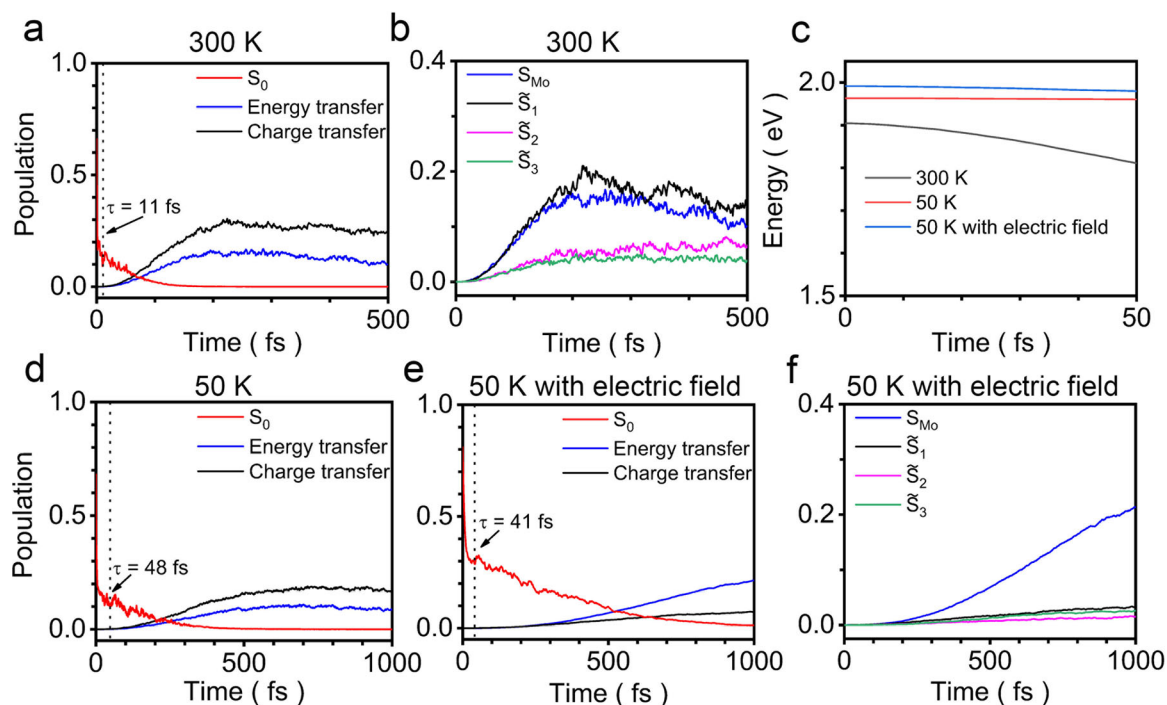 a
300 K
1.0
0.5
0.0
Population
S₀
Energy transfer
Charge transfer
τ = 11 fs
0
500
Time ( fs )
b
300 K
0.4
0.2
0.0
S_Mo
S̃₁
S̃₂
S̃₃
0
500
Time ( fs )
c
2.0
1.5
Energy ( eV )
300 K
50 K
50 K with electric field
0
50
Time ( fs )
d
50 K
1.0
0.5
0.0
Population
S₀
Energy transfer
Charge transfer
τ = 48 fs
0
500
1000
Time ( fs )
e
50 K with electric field
1.0
0.5
0.0
S₀
Energy transfer
Charge transfer
τ = 41 fs
0
500
1000
Time ( fs )
f
50 K with electric field
0.4
0.2
0.0
S_Mo
S̃₁
S̃₂
S̃₃
0
500
1000
Time ( fs )